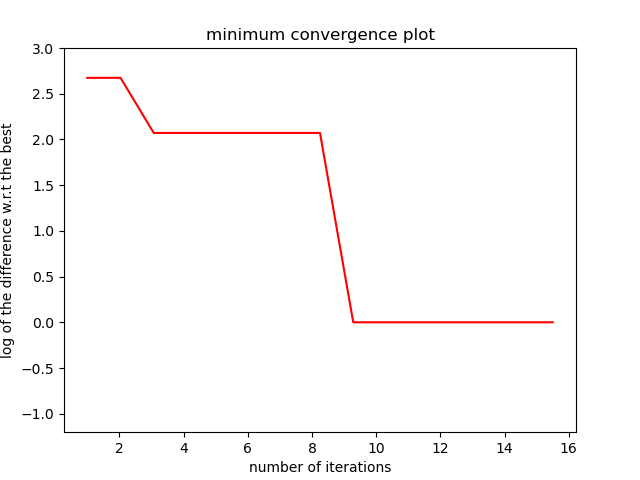 minimum convergence plot
log of the difference w.r.t the best
3.0
2.5
2.0
1.5
1.0
0.5
0.0
−0.5
−1.0
2 4 6 8 10 12 14 16
number of iterations